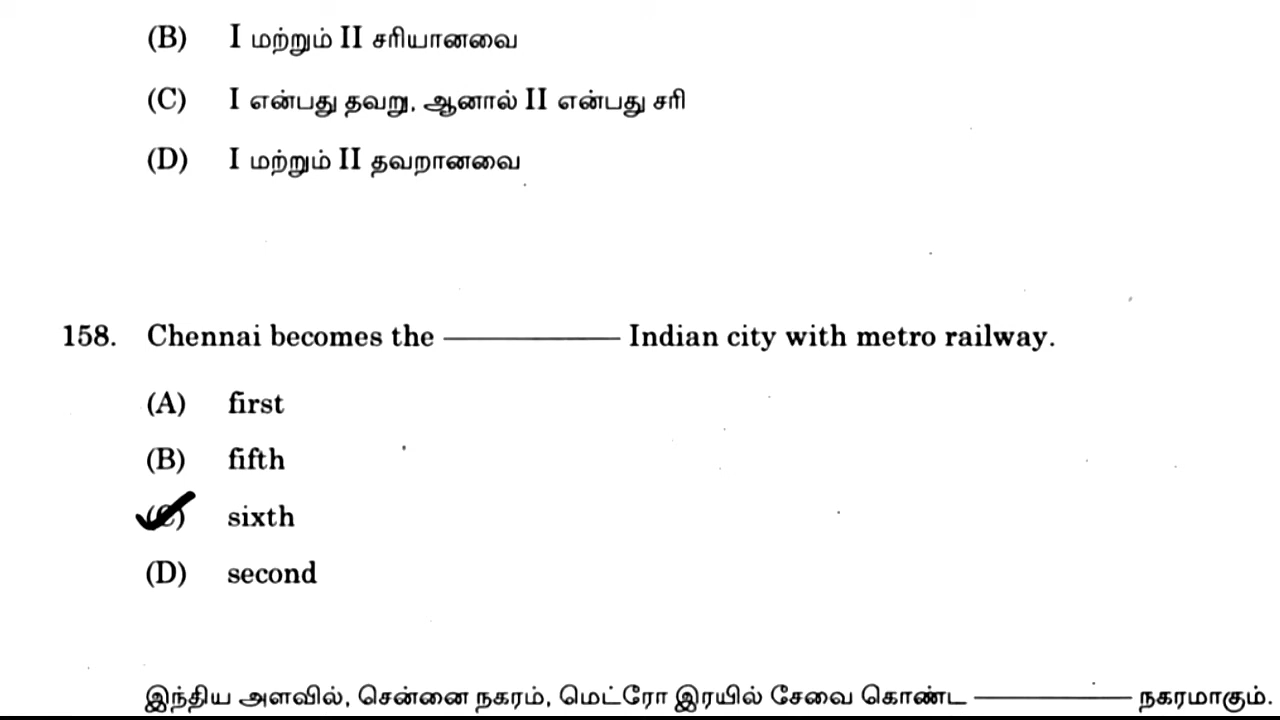 (B) I மற்றும் II சரியானவை
(C) I என்பது தவறு, ஆனால் II என்பது சரி
(D) I மற்றும் II தவறானவை
158. Chennai becomes the ———— Indian city with metro railway.
(A) first
(B) fifth
(C) sixth
(D) second
இந்திய அளவில், சென்னை நகரம், மெட்ரோ இரயில் சேவை கொண்ட ———— நகரமாகும்.